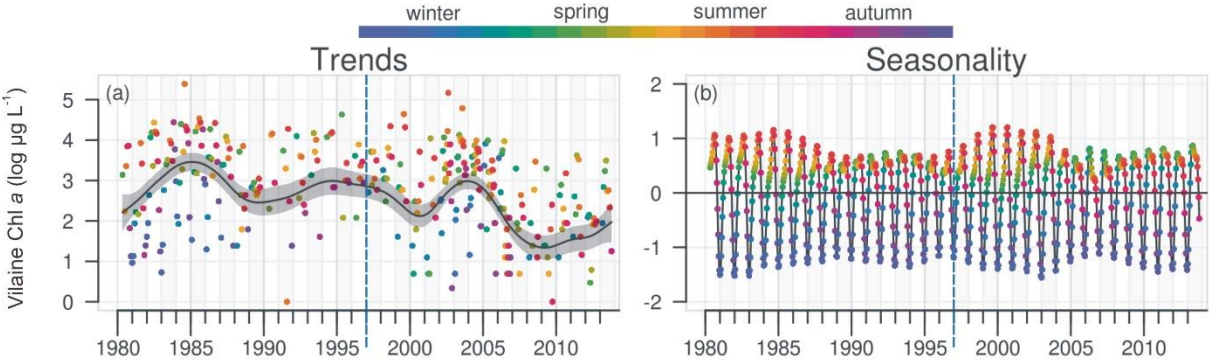 winter spring summer autumn
Trends Seasonality
Vilaine Chl a (log µg L⁻¹)
(a)
5
4
3
2
1
0
1980 1985 1990 1995 2000 2005 2010
(b)
2
1
0
-1
-2
1980 1985 1990 1995 2000 2005 2010